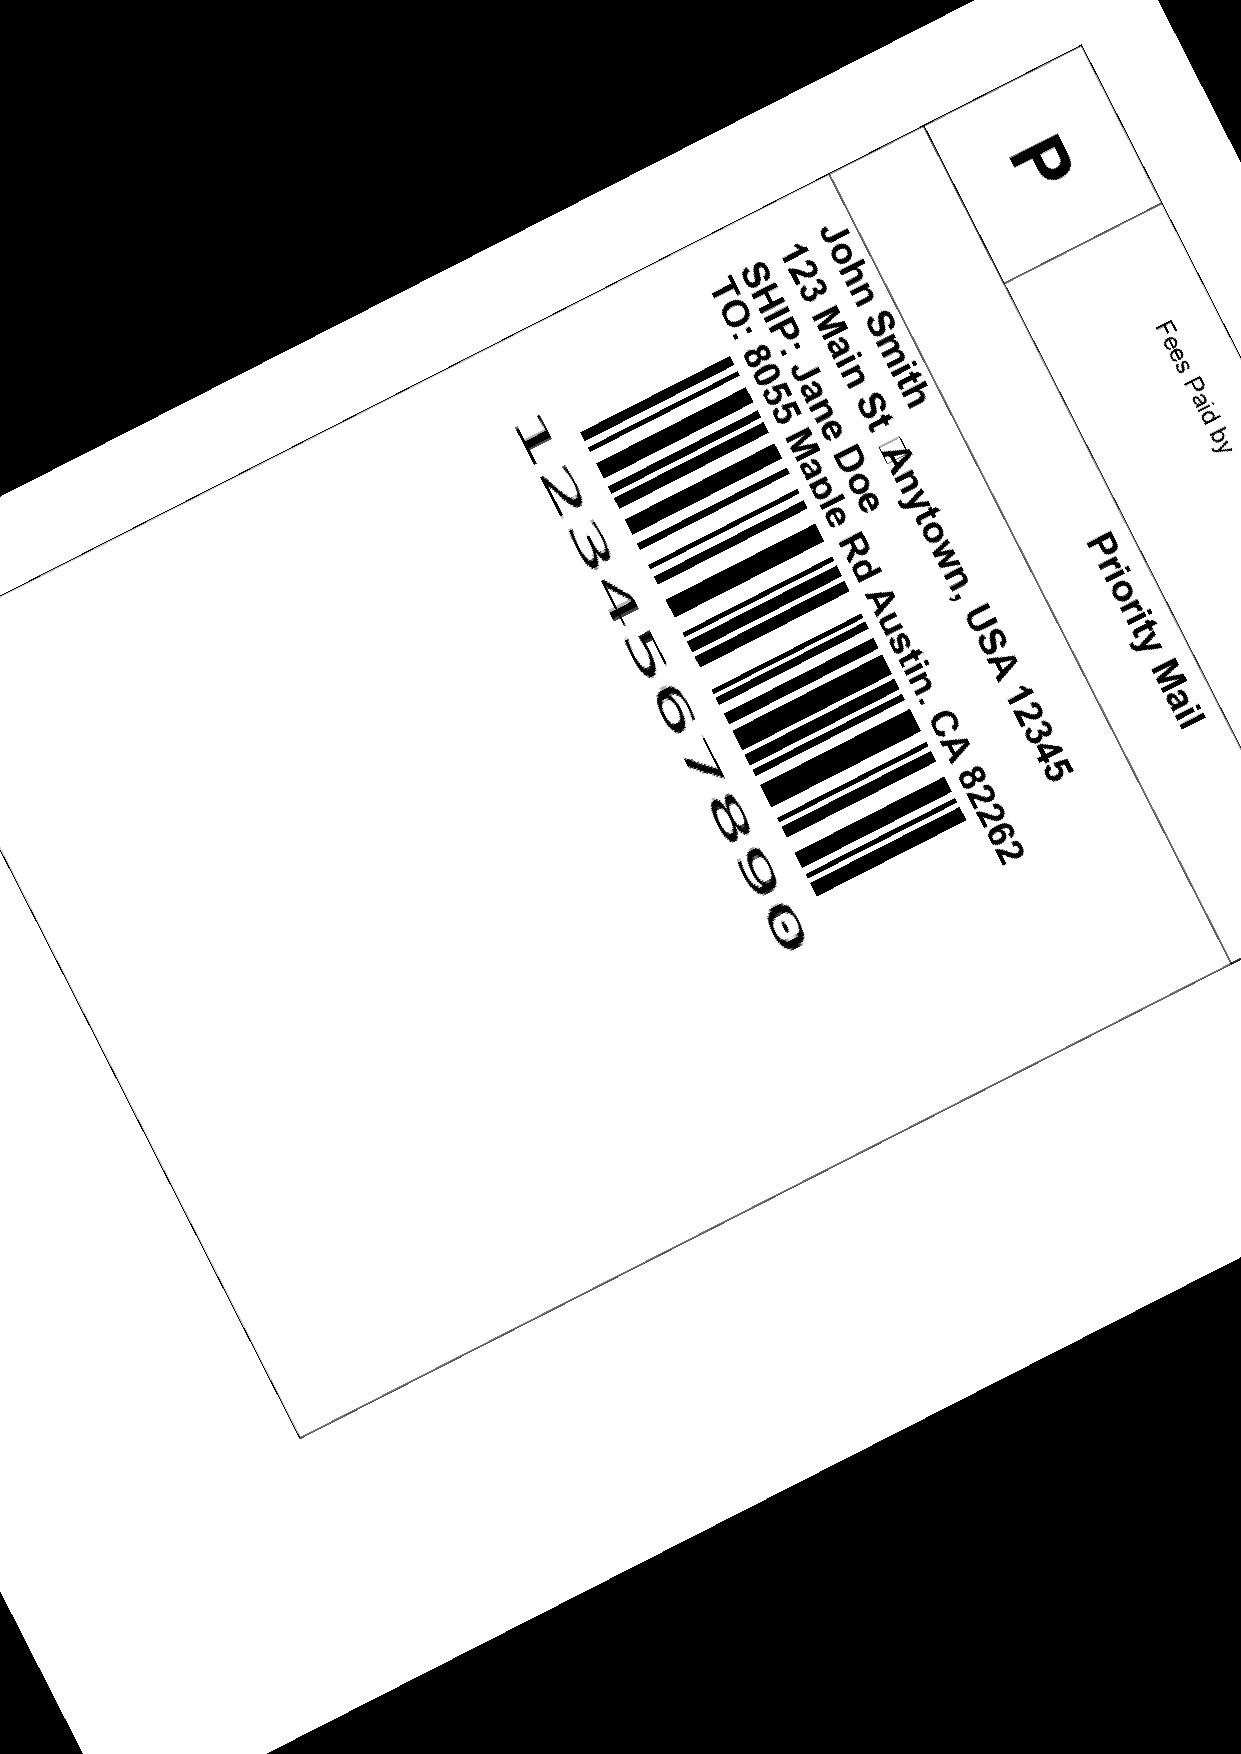 P
Fees Paid by
Priority Mail
John Smith
123 Main St Anytown, USA 12345
SHIP: Jane Doe
TO: 8055 Maple Rd Austin. CA 82262
1234567890